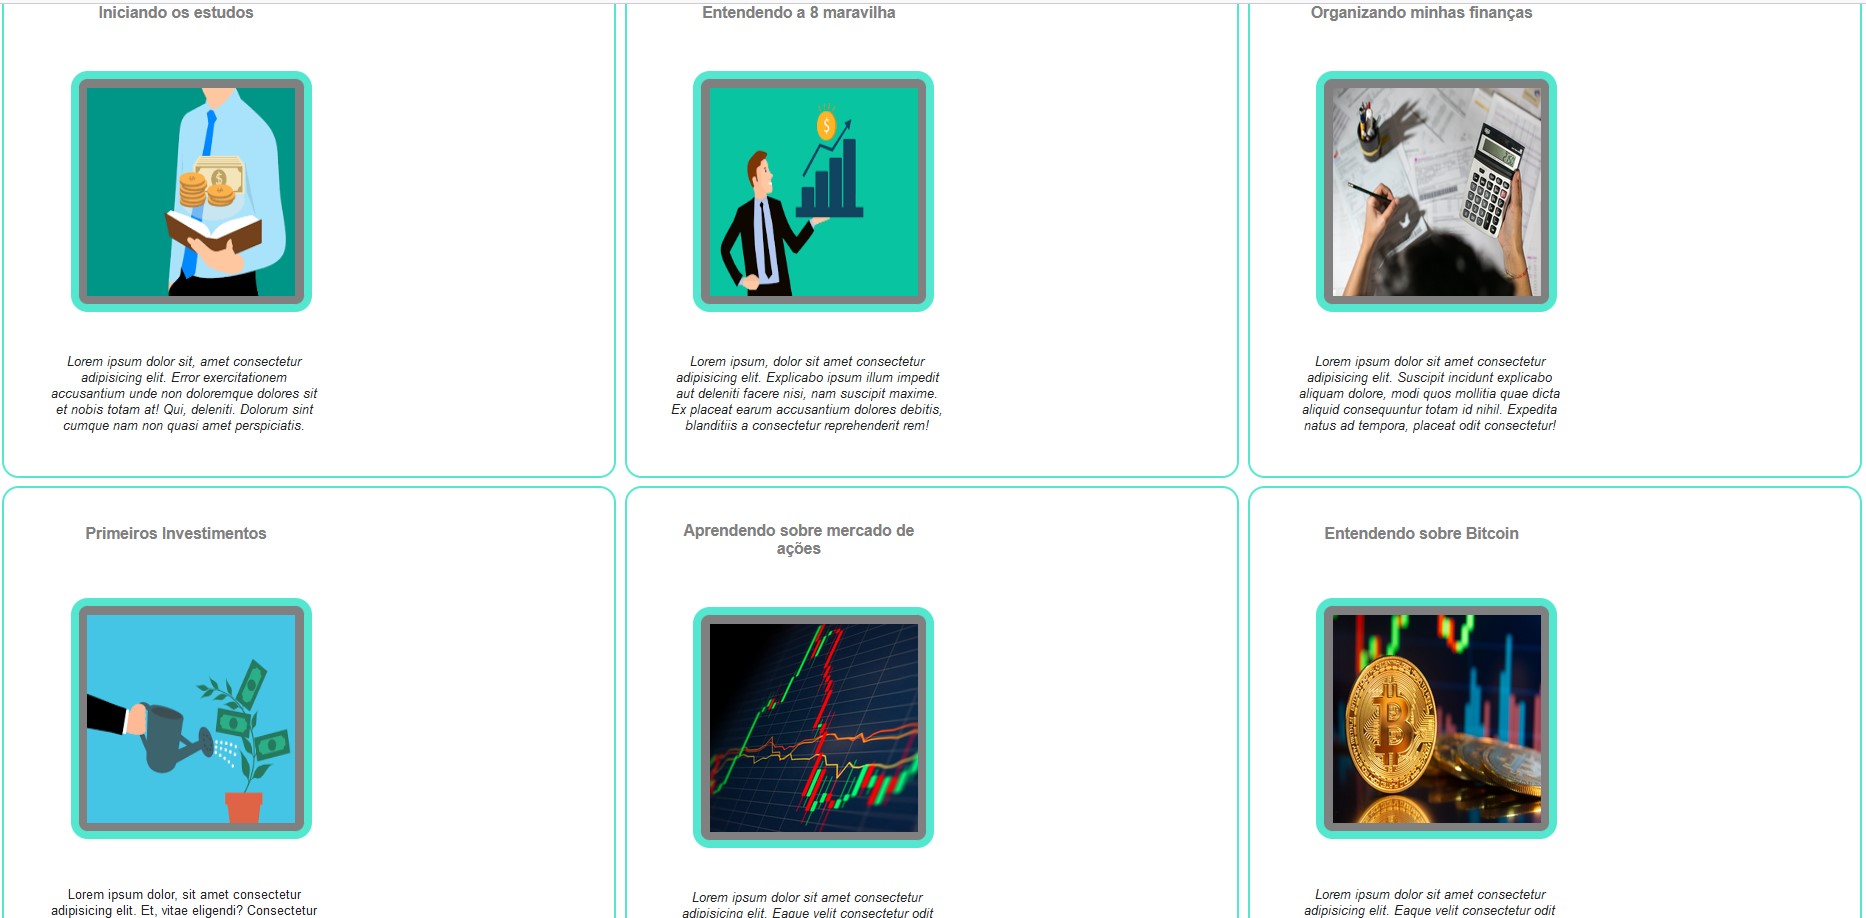 Iniciando os estudos
Entendendo a 8 maravilha
Organizando minhas finanças
Lorem ipsum dolor sit, amet consectetur
adipisicing elit. Error exercitationem
accusantium unde non doloremque dolores sit
et nobis totam at! Qui, deleniti. Dolorum sint
cumque nam non quasi amet perspiciatis.
Lorem ipsum, dolor sit amet consectetur
adipisicing elit. Explicabo ipsum illum impedit
aut deleniti facere nisi, nam suscipit maxime.
Ex placeat earum accusantium dolores debitis,
blanditiis a consectetur reprehenderit rem!
Lorem ipsum dolor sit amet consectetur
adipisicing elit. Suscipit incidunt explicabo
aliquam dolore, modi quos mollitia quae dicta
aliquid consequuntur totam id nihil. Expedita
natus ad tempora, placeat odit consectetur!
Primeiros Investimentos
Aprendendo sobre mercado de
ações
Entendendo sobre Bitcoin
Lorem ipsum dolor, sit amet consectetur
adipisicing elit. Et, vitae eligendi? Consectetur
Lorem ipsum dolor sit amet consectetur
adipisicing elit. Eaque velit consectetur odit
Lorem ipsum dolor sit amet consectetur
adipisicing elit. Eaque velit consectetur odit